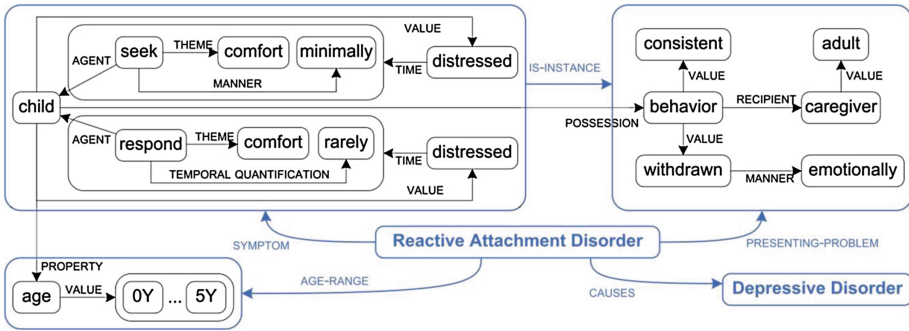 VALUE
seek THEME comfort minimally
AGENT
MANNER
TIME distressed
IS-INSTANCE
consistent adult
VALUE VALUE
child
POSSESSION
behavior RECIPIENT caregiver
AGENT
respond THEME comfort rarely
TIME distressed
TEMPORAL QUANTIFICATION
VALUE
VALUE
withdrawn MANNER emotionally
SYMPTOM
Reactive Attachment Disorder
PRESENTING-PROBLEM
PROPERTY
age VALUE 0Y ... 5Y
AGE-RANGE
CAUSES
Depressive Disorder